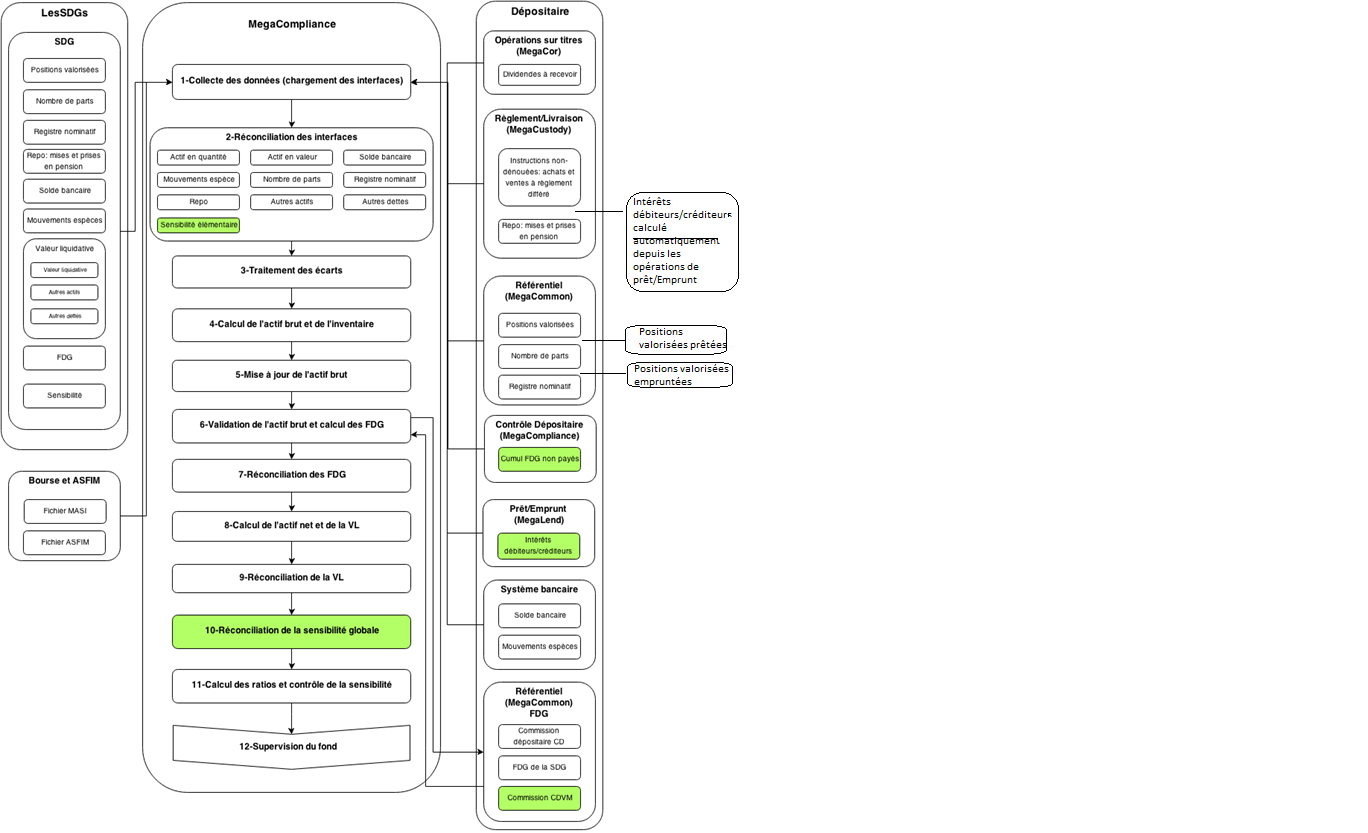 LesSDGs
SDG
Positions valorisées
Nombre de parts
Registre nominatif
Repo: mises et prises
en pension
Solde bancaire
Mouvements espèces
Valeur liquidative
Valeur liquidative
Autres actifs
Autres dettes
FDG
Sensibilité
Bourse et ASFIM
Fichier MASI
Fichier ASFIM
MegaCompliance
1-Collecte des données (chargement des interfaces)
2-Réconciliation des interfaces
Actif en quantité
Actif en valeur
Solde bancaire
Mouvements espèce
Nombre de parts
Registre nominatif
Repo
Autres actifs
Autres dettes
Sensibilité élémentaire
3-Traitement des écarts
4-Calcul de l'actif brut et de l'inventaire
5-Mise à jour de l'actif brut
6-Validation de l'actif brut et calcul des FDG
7-Réconciliation des FDG
8-Calcul de l'actif net et de la VL
9-Réconciliation de la VL
10-Réconciliation de la sensibilité globale
11-Calcul des ratios et contrôle de la sensibilité
12-Supervision du fond
Dépositaire
Opérations sur titres
(MegaCor)
Dividendes à recevoir
Règlement/Livraison
(MegaCustody)
Instructions non-
dénouées: achats et
ventes à règlement
différé
Repo: mises et prises
en pension
Référentiel
(MegaCommon)
Positions valorisées
Nombre de parts
Registre nominatif
Contrôle Dépositaire
(MegaCompliance)
Cumul FDG non payés
Prêt/Emprunt
(MegaLend)
Intérêts
débiteurs/créditeurs
Système bancaire
Solde bancaire
Mouvements espèces
Référentiel
(MegaCommon)
FDG
Commission
dépositaire CD
FDG de la SDG
Commission CDVM
Intérêts
débiteurs/créditeurs
calculé
automatiquement
depuis les
opérations de
prêt/Emprunt
Positions
valorisées prêtées
Positions valorisées
empruntées